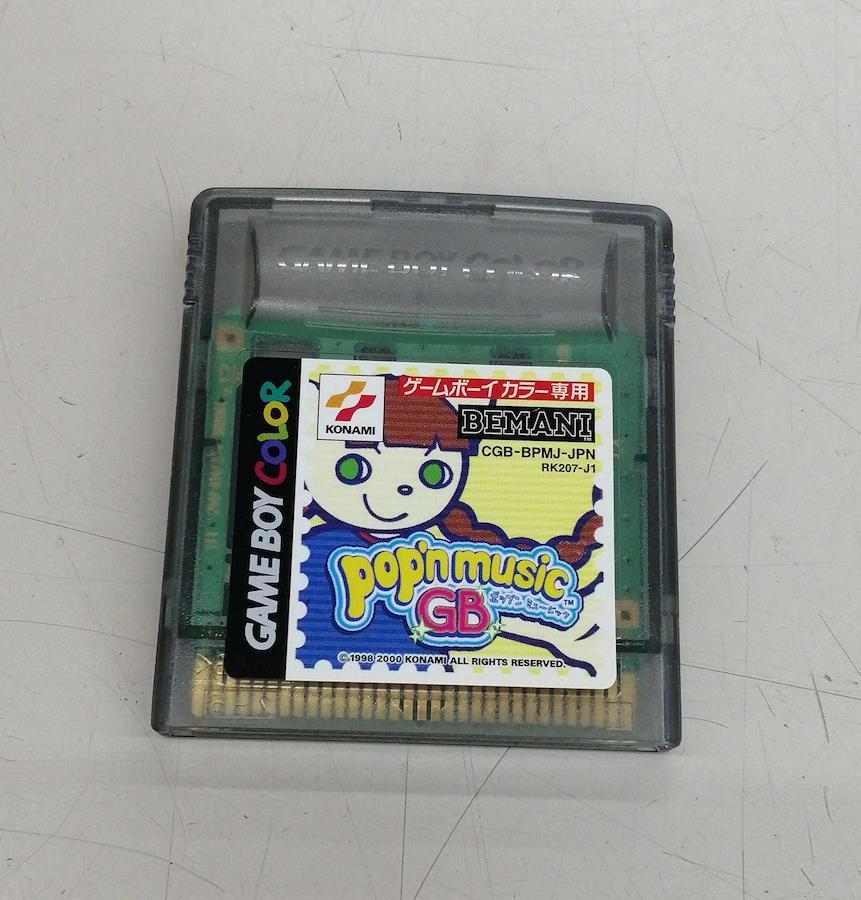 GAME BOY COLOR
GAME BOY COLOR
KONAMI
ゲームボーイカラー専用
BEMANI™
CGB-BPMJ-JPN
RK207-J1
pop'n music™
GB
ポップンミュージック
©1998 2000 KONAMI ALL RIGHTS RESERVED.